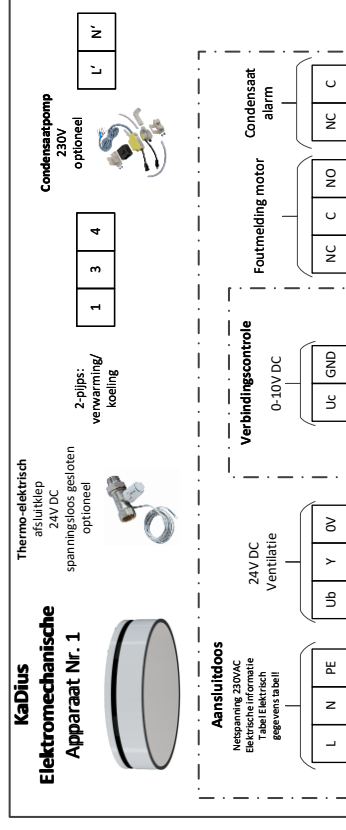 KaDius
Elektromechanische
Apparaat Nr. 1
Thermo-elektrisch
afsluitklep
24V DC
spanningsloos gesloten
optioneel
2-pijps:
verwarming/
koeling
1 3 4
Condensaatpomp
230V
optioneel
L' N'
Aansluitdoos
Netspanning 230VAC
Elektrische informatie
Tabel Elektrisch
gegevens tabel!
L N PE
24V DC
Ventilatie
Ub Y 0V
Verbindingscontrole
0-10V DC
Uc GND
Foutmelding motor
NC C NO
Condensaat
alarm
NC C